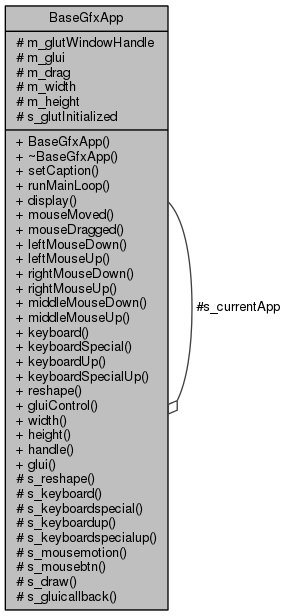 BaseGfxApp
# m_glutWindowHandle
# m_glui
# m_drag
# m_width
# m_height
# s_glutInitialized
+ BaseGfxApp()
+ ~BaseGfxApp()
+ setCaption()
+ runMainLoop()
+ display()
+ mouseMoved()
+ mouseDragged()
+ leftMouseDown()
+ leftMouseUp()
+ rightMouseDown()
+ rightMouseUp()
+ middleMouseDown()
+ middleMouseUp()
+ keyboard()
+ keyboardSpecial()
+ keyboardUp()
+ keyboardSpecialUp()
+ reshape()
+ gluiControl()
+ width()
+ height()
+ handle()
+ glui()
# s_reshape()
# s_keyboard()
# s_keyboardspecial()
# s_keyboardup()
# s_keyboardspecialup()
# s_mousemotion()
# s_mousebtn()
# s_draw()
# s_gluicallback()
#s_currentApp